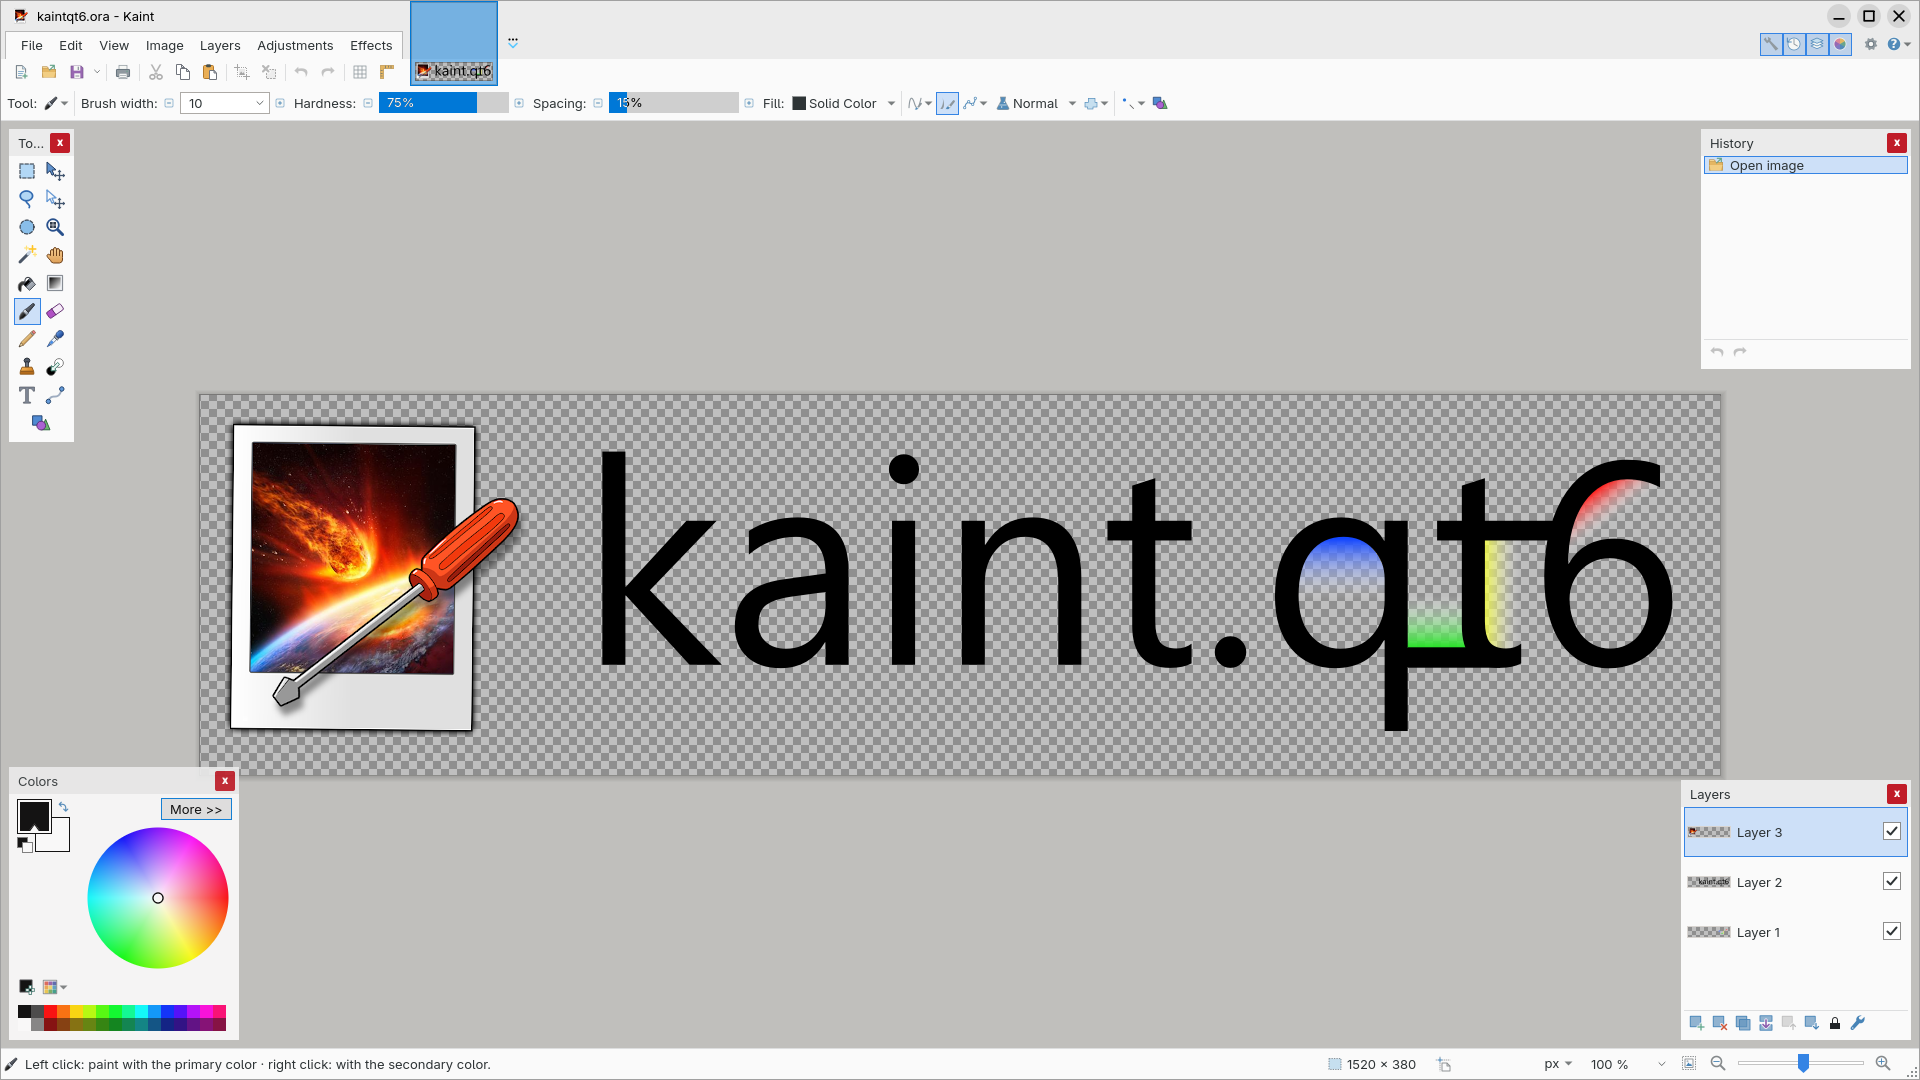 kaintqt6.ora - Kaint
File Edit View Image Layers Adjustments Effects
kaint.qt6
Tool: Brush width: 10 Hardness: 75% Spacing: 15% Fill: Solid Color Normal
To... x
History x
Open image
kaint.qt6
Colors x
More >>
Layers x
Layer 3
Layer 2
Layer 1
Left click: paint with the primary color · right click: with the secondary color.
1520 × 380 px 100 %